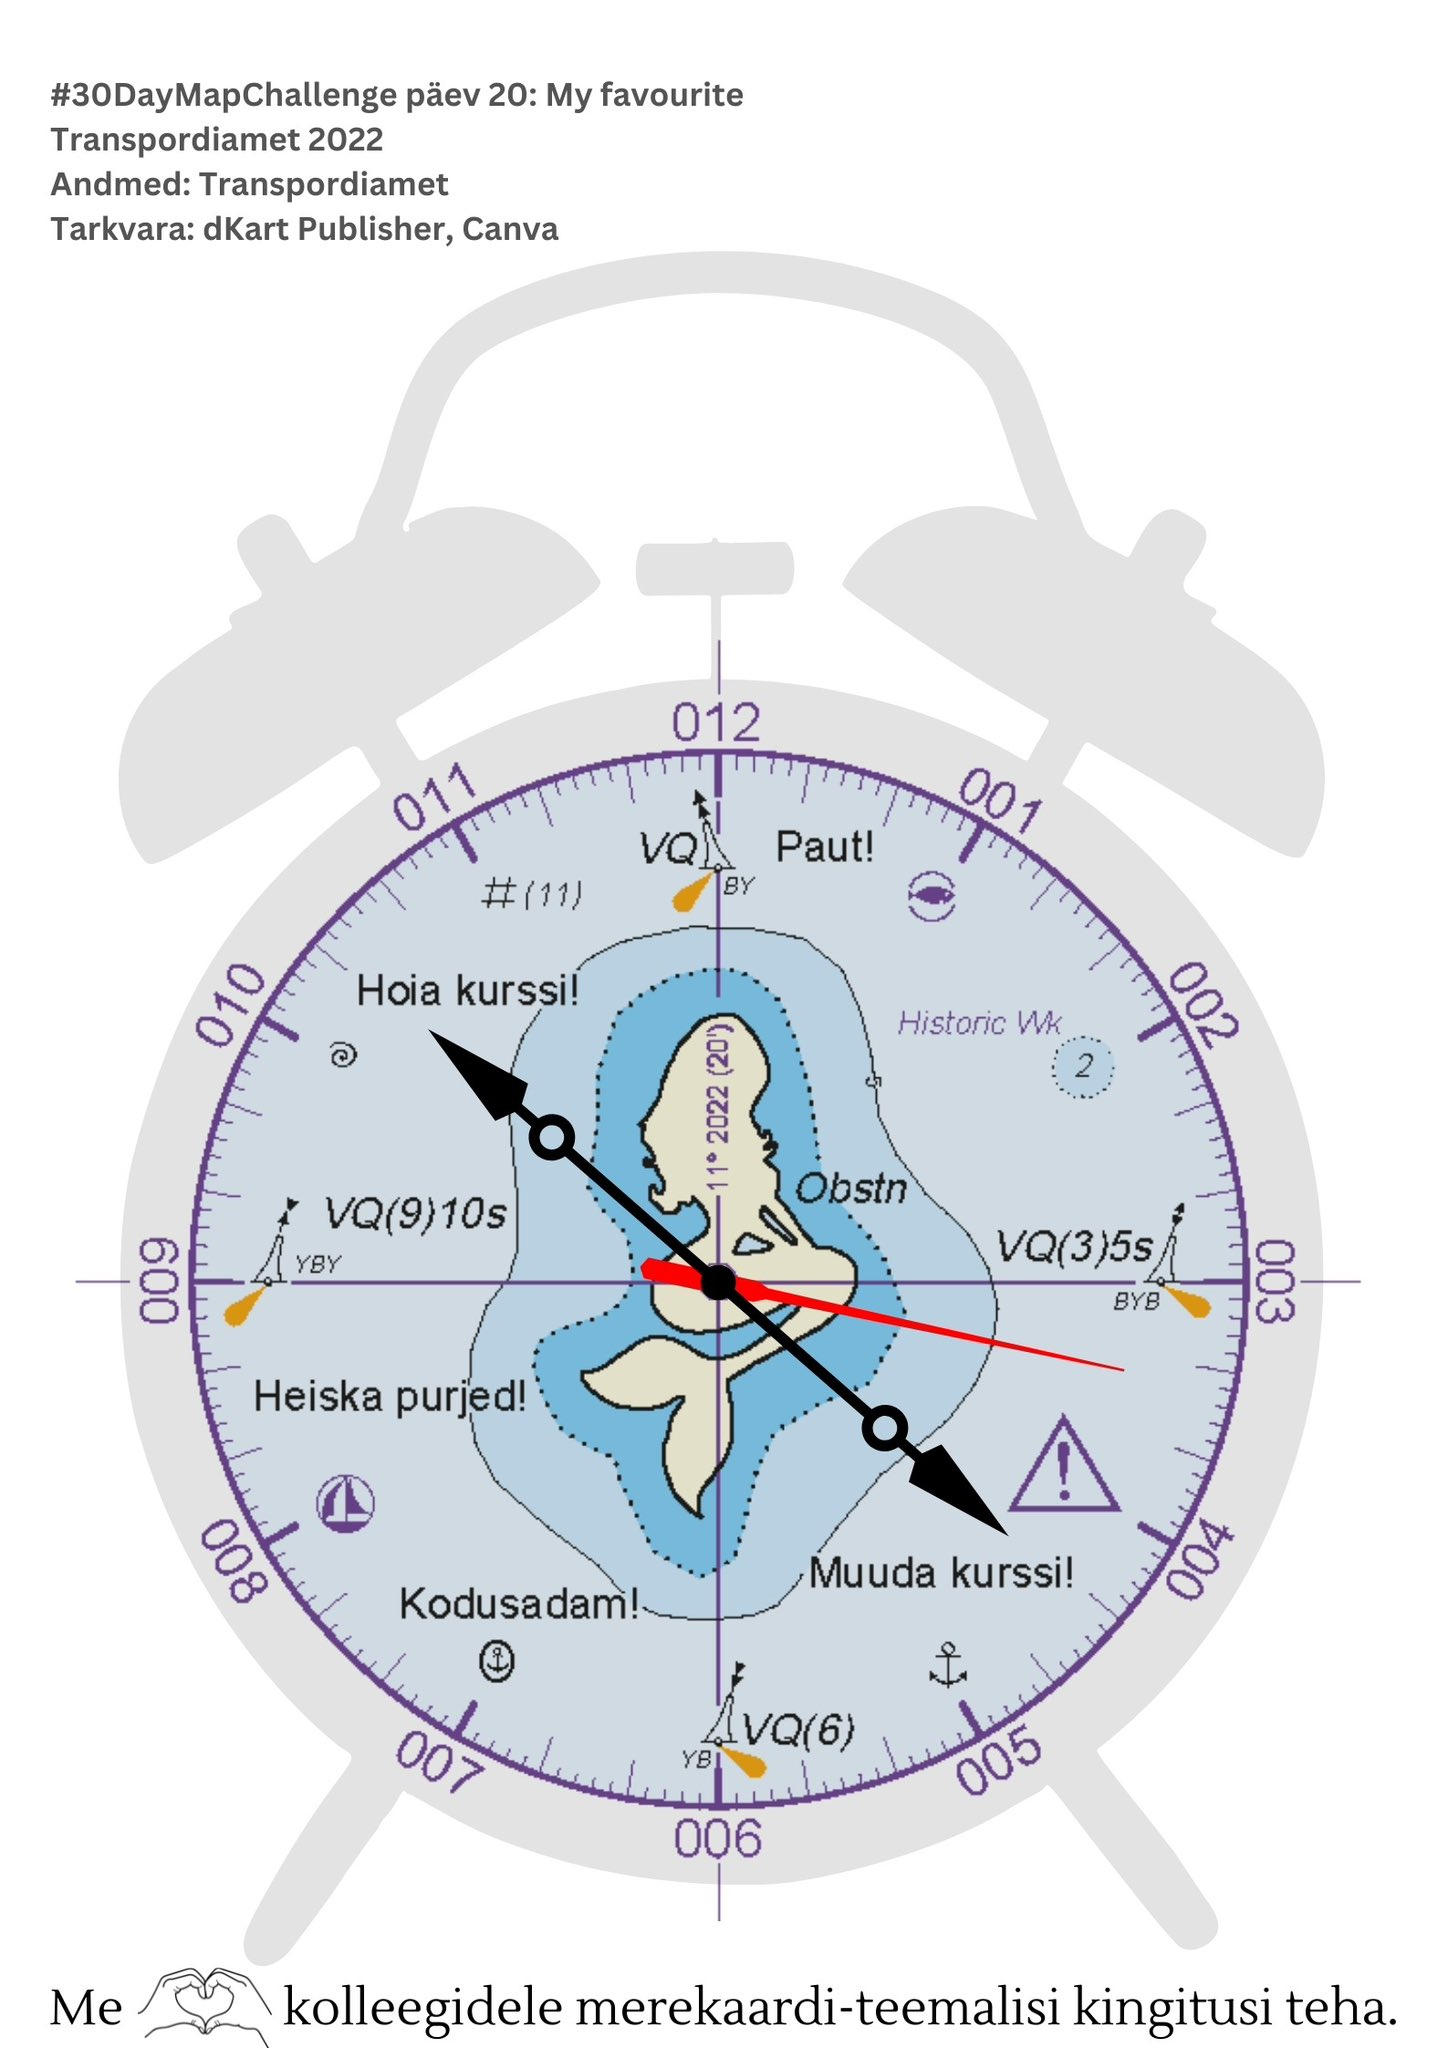 #30DayMapChallenge päev 20: My favourite
Transpordiamet 2022
Andmed: Transpordiamet
Tarkvara: dKart Publisher, Canva
012
011
001
VQ
Paut!
BY
#(11)
Hoia kurssi!
010
002
Historic Wk
2
5
11° 2022 (20')
Obstn
VQ(9)10s
YBY
VQ(3)5s
BYB
009
003
Heiska purjed!
!
008
004
Muuda kurssi!
Kodusadam!
VQ(6)
YB
007
005
006
Me kolleegidele merekaardi-teemalisi kingitusi teha.